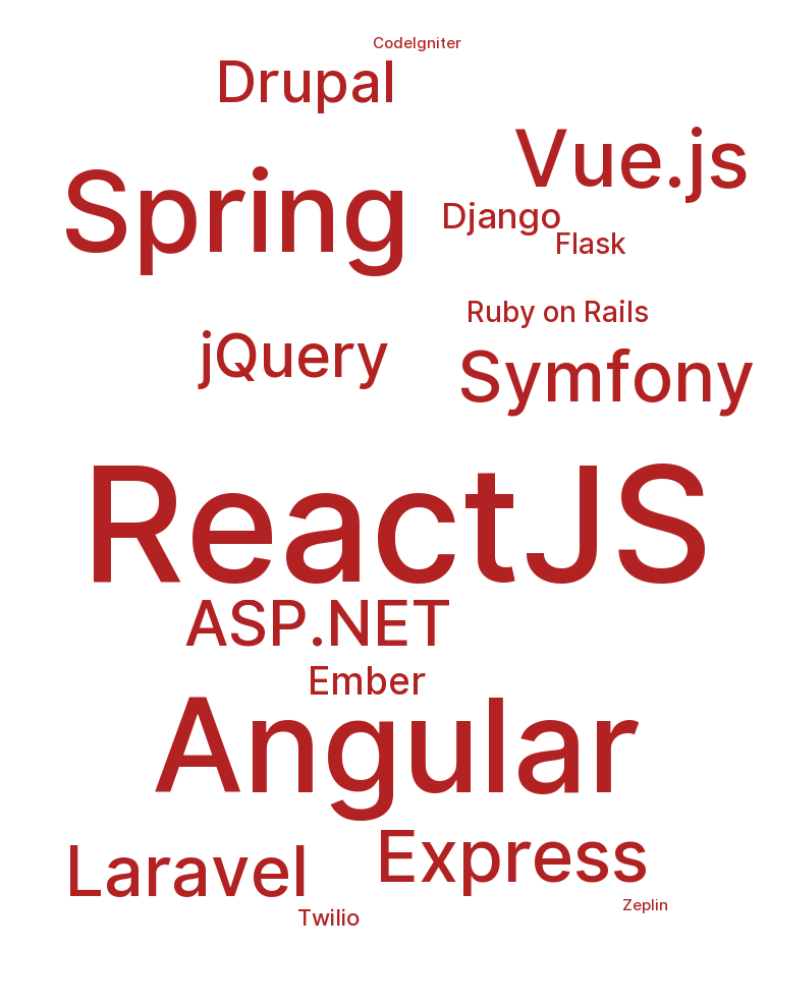 CodeIgniter
Drupal
Vue.js
Spring
Django
Flask
Ruby on Rails
jQuery
Symfony
ReactJS
ASP.NET
Ember
Angular
Express
Laravel
Zeplin
Twilio